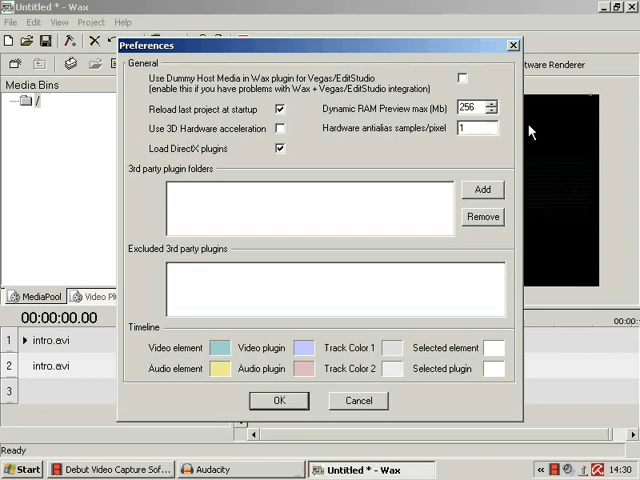 Untitled * - Wax
File Edit View Project Help
Preferences
General
Use Dummy Host Media in Wax plugin for Vegas/EditStudio
(enable this if you have problems with Wax + Vegas/EditStudio integration)
Reload last project at startup
Dynamic RAM Preview max (Mb)
256
Use 3D Hardware acceleration
Hardware antialias samples/pixel
1
Load DirectX plugins
3rd party plugin folders
Add
Remove
Excluded 3rd party plugins
Timeline
Video element
Video plugin
Track Color 1
Selected element
Audio element
Audio plugin
Track Color 2
Selected plugin
OK
Cancel
tware Renderer
Media Bins
/
MediaPool
Video Plu
00:00:00.00
00:00:
1
intro.avi
2
intro.avi
3
Ready
Start
Debut Video Capture Sof...
Audacity
Untitled * - Wax
14:30